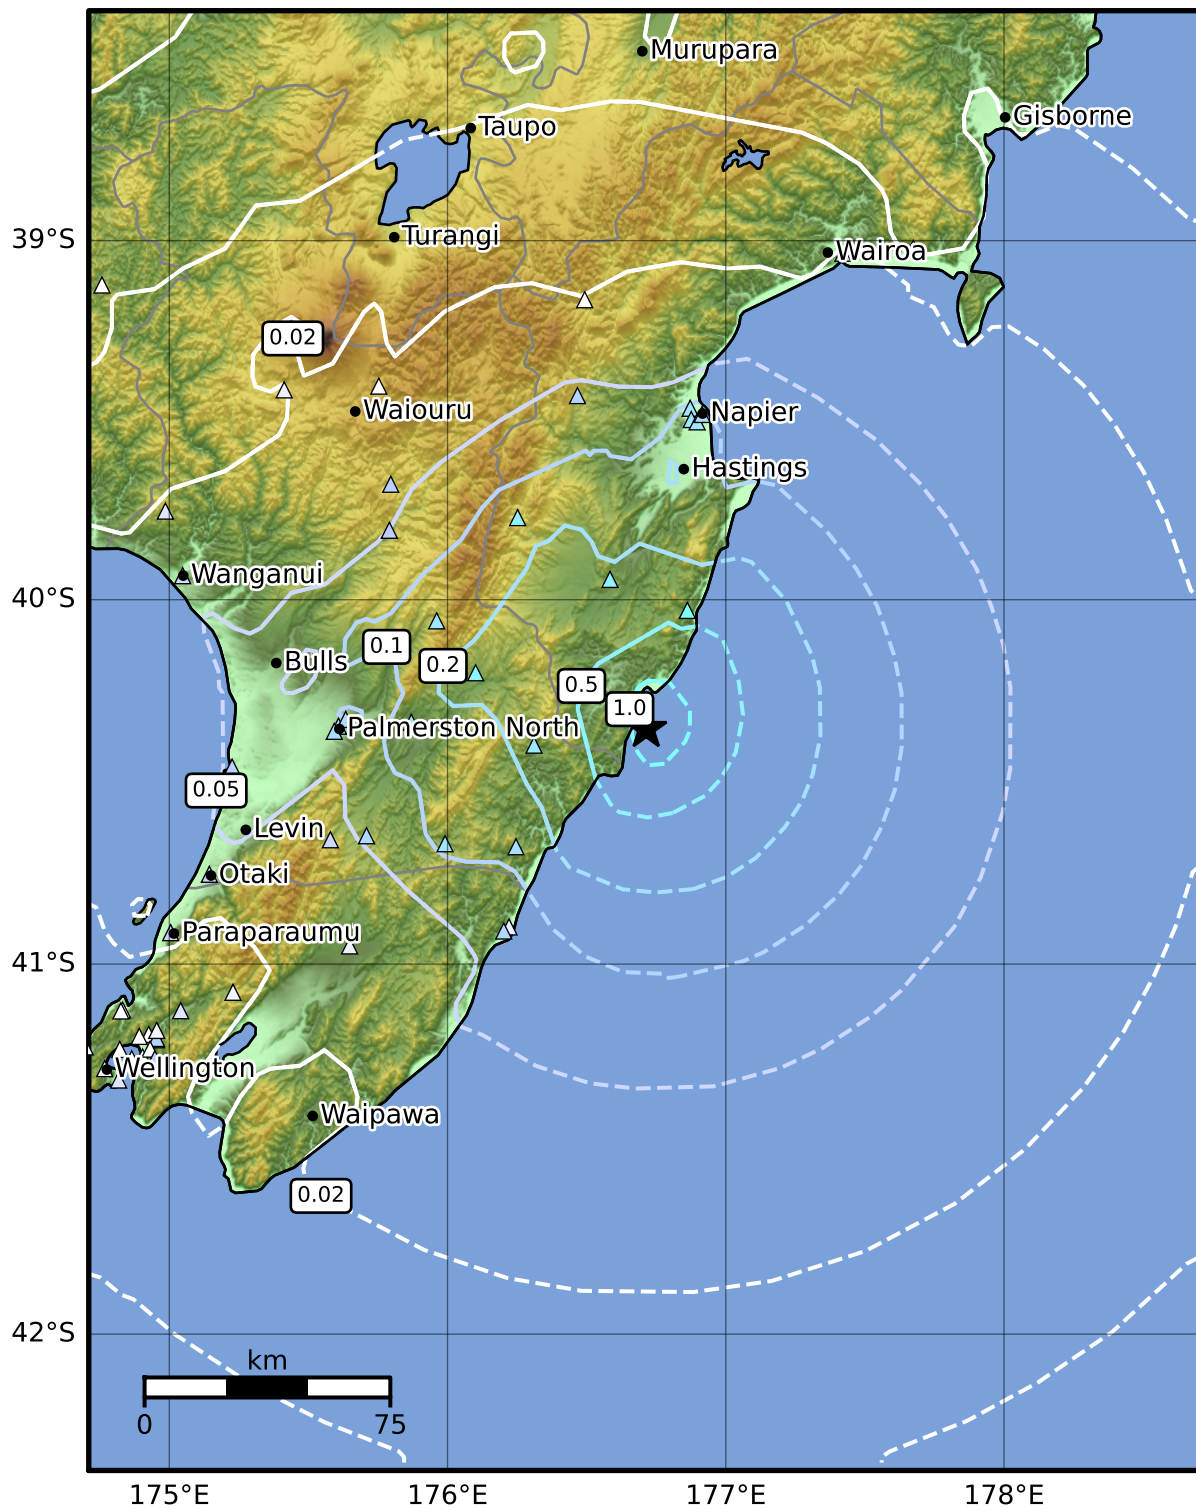 Murupara
Gisborne
Taupo
39°S
Turangi
Wairoa
0.02
Waiouru
Napier
Hastings
Wanganui
40°S
Bulls
0.1
0.2
0.5
1.0
Palmerston North
0.05
Levin
Otaki
Paraparaumu
41°S
Wellington
Waipawa
0.02
42°S
km
0 75
175°E 176°E 177°E 178°E